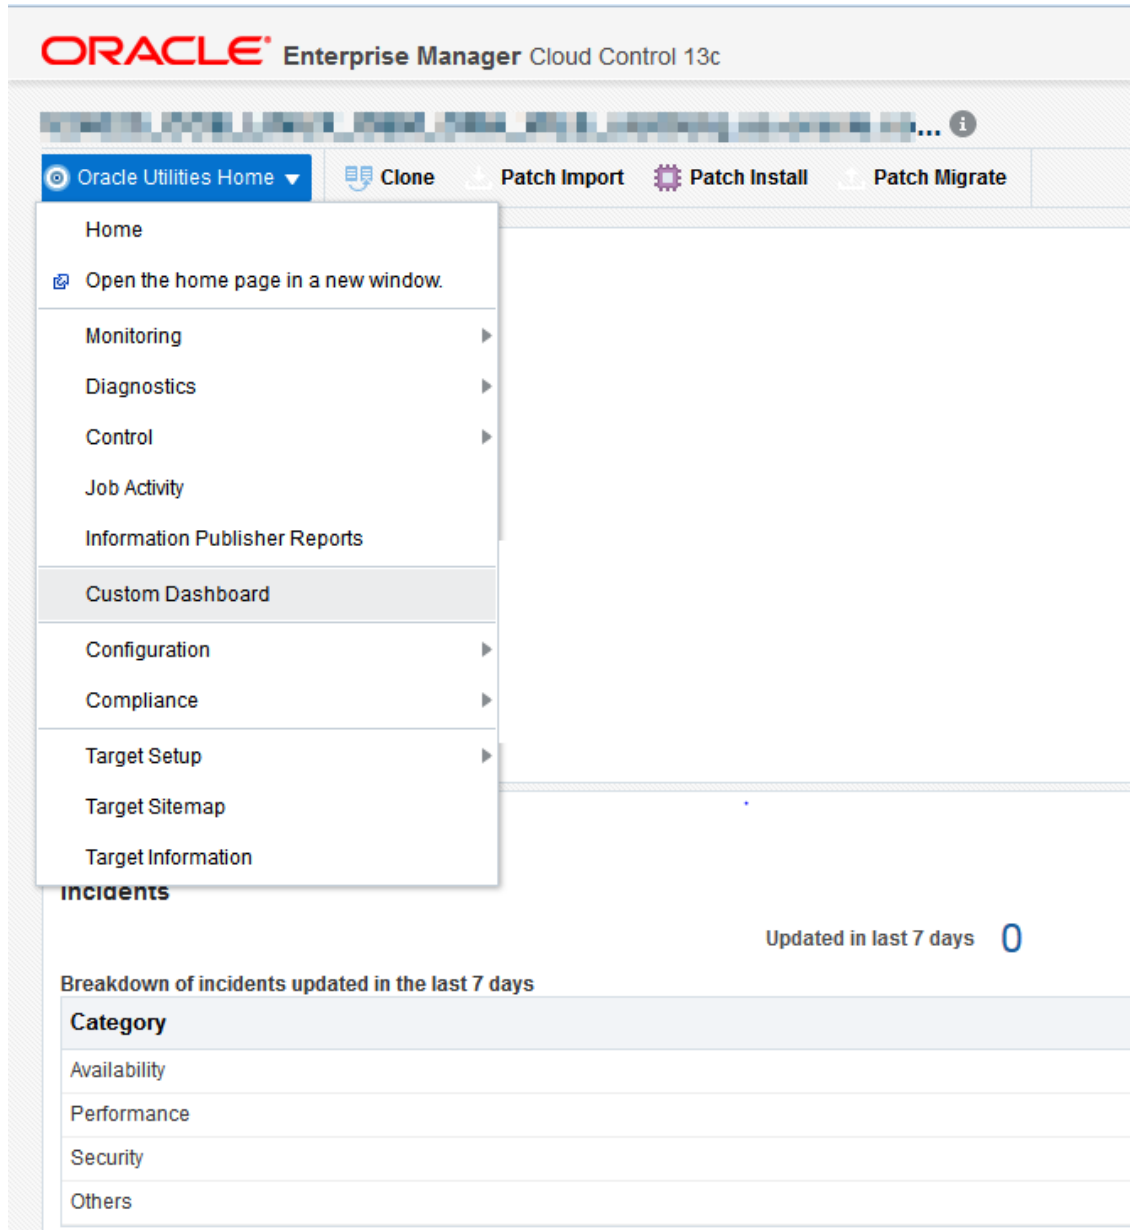 ORACLE® Enterprise Manager Cloud Control 13c
...
Oracle Utilities Home Clone Patch Import Patch Install Patch Migrate
Home
Open the home page in a new window.
Monitoring
Diagnostics
Control
Job Activity
Information Publisher Reports
Custom Dashboard
Configuration
Compliance
Target Setup
Target Sitemap
Target Information
Incidents
Updated in last 7 days 0
Breakdown of incidents updated in the last 7 days
Category
Availability
Performance
Security
Others